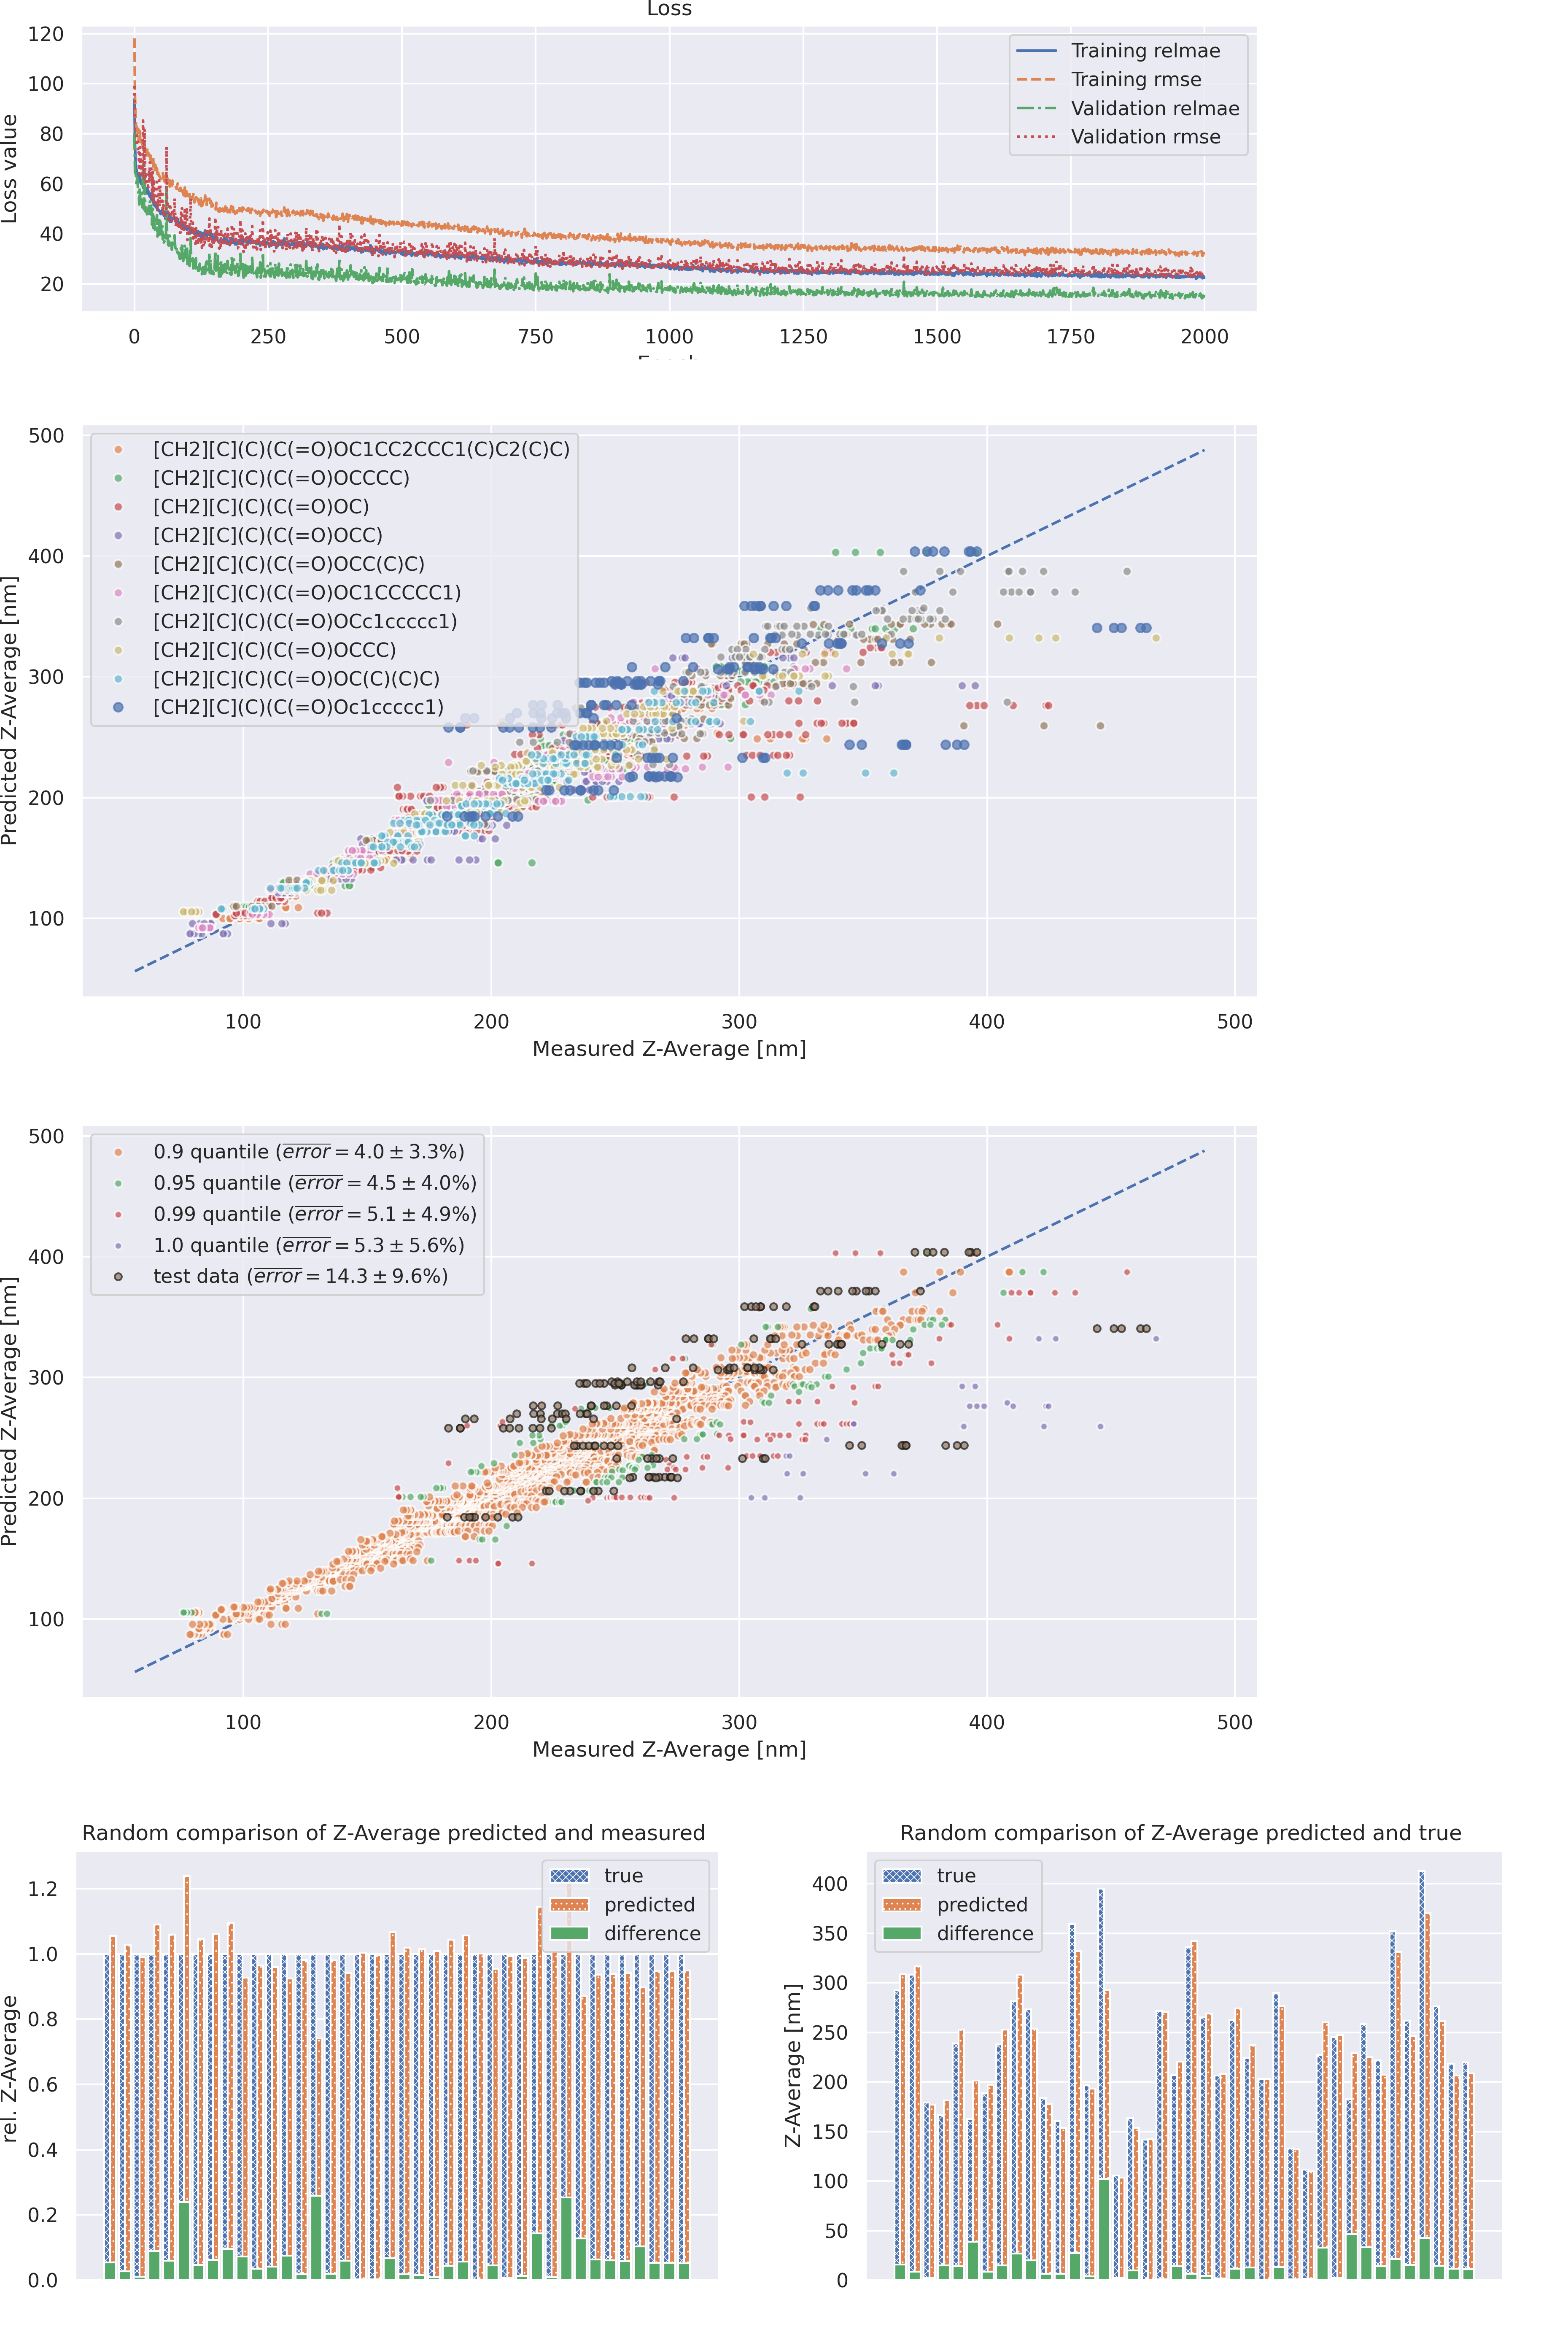 Loss
120
100
80
60
40
20
Loss value
Training relmae
Training rmse
Validation relmae
Validation rmse
0 250 500 750 1000 1250 1500 1750 2000
500
400
300
200
100
Predicted Z-Average [nm]
[CH2][C](C)(C(=O)OC1CC2CCC1(C)C2(C)C)
[CH2][C](C)(C(=O)OCCCC)
[CH2][C](C)(C(=O)OC)
[CH2][C](C)(C(=O)OCC)
[CH2][C](C)(C(=O)OCC(C)C)
[CH2][C](C)(C(=O)OC1CCCCC1)
[CH2][C](C)(C(=O)OCc1ccccc1)
[CH2][C](C)(C(=O)OCCC)
[CH2][C](C)(C(=O)OC(C)(C)C)
[CH2][C](C)(C(=O)Oc1ccccc1)
100 200 300 400 500
Measured Z-Average [nm]
500
400
300
200
100
Predicted Z-Average [nm]
0.9 quantile (error = 4.0 ± 3.3%)
0.95 quantile (error = 4.5 ± 4.0%)
0.99 quantile (error = 5.1 ± 4.9%)
1.0 quantile (error = 5.3 ± 5.6%)
test data (error = 14.3 ± 9.6%)
100 200 300 400 500
Measured Z-Average [nm]
Random comparison of Z-Average predicted and measured
1.2
1.0
0.8
0.6
0.4
0.2
0.0
rel. Z-Average
true
predicted
difference
Random comparison of Z-Average predicted and true
400
350
300
250
200
150
100
50
0
Z-Average [nm]
true
predicted
difference